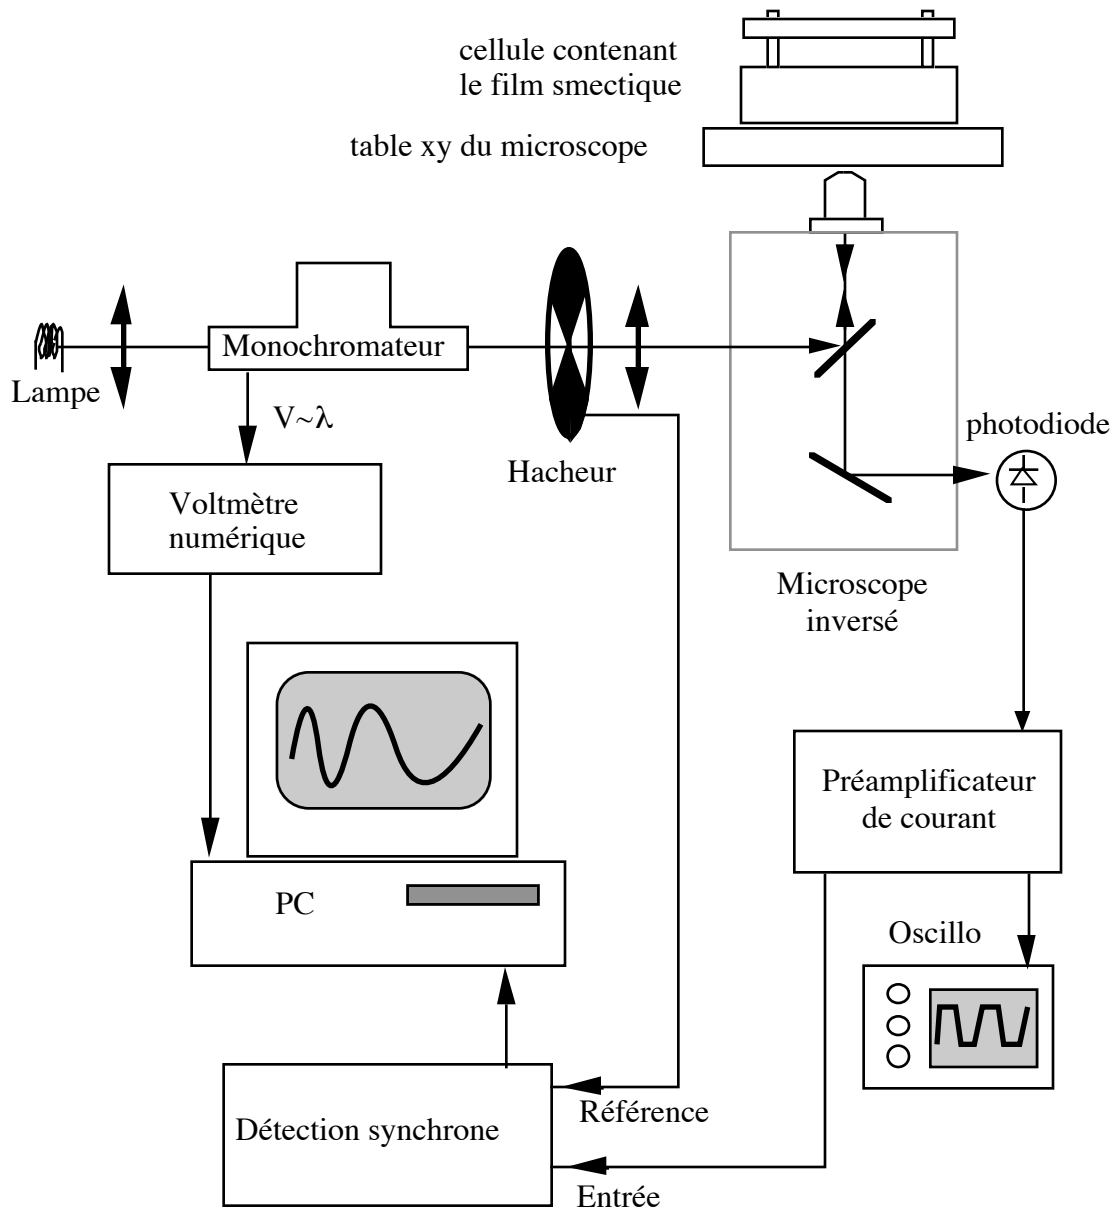 cellule contenant
le film smectique
table xy du microscope
Monochromateur
Lampe
V~λ
photodiode
Hacheur
Voltmètre
numérique
Microscope
inversé
Préamplificateur
de courant
PC
Oscillo
Référence
Détection synchrone
Entrée